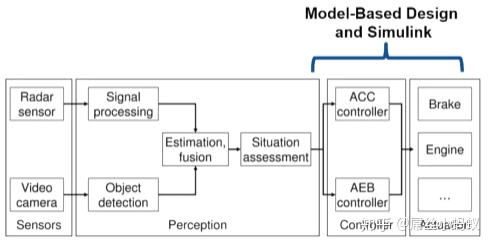 Model-Based Design
and Simulink
Radar
sensor
Signal
processing
Estimation,
fusion
Situation
assessment
ACC
controller
Brake
Engine
Video
camera
Object
detection
AEB
controller
...
Sensors
Perception
Controller
知乎